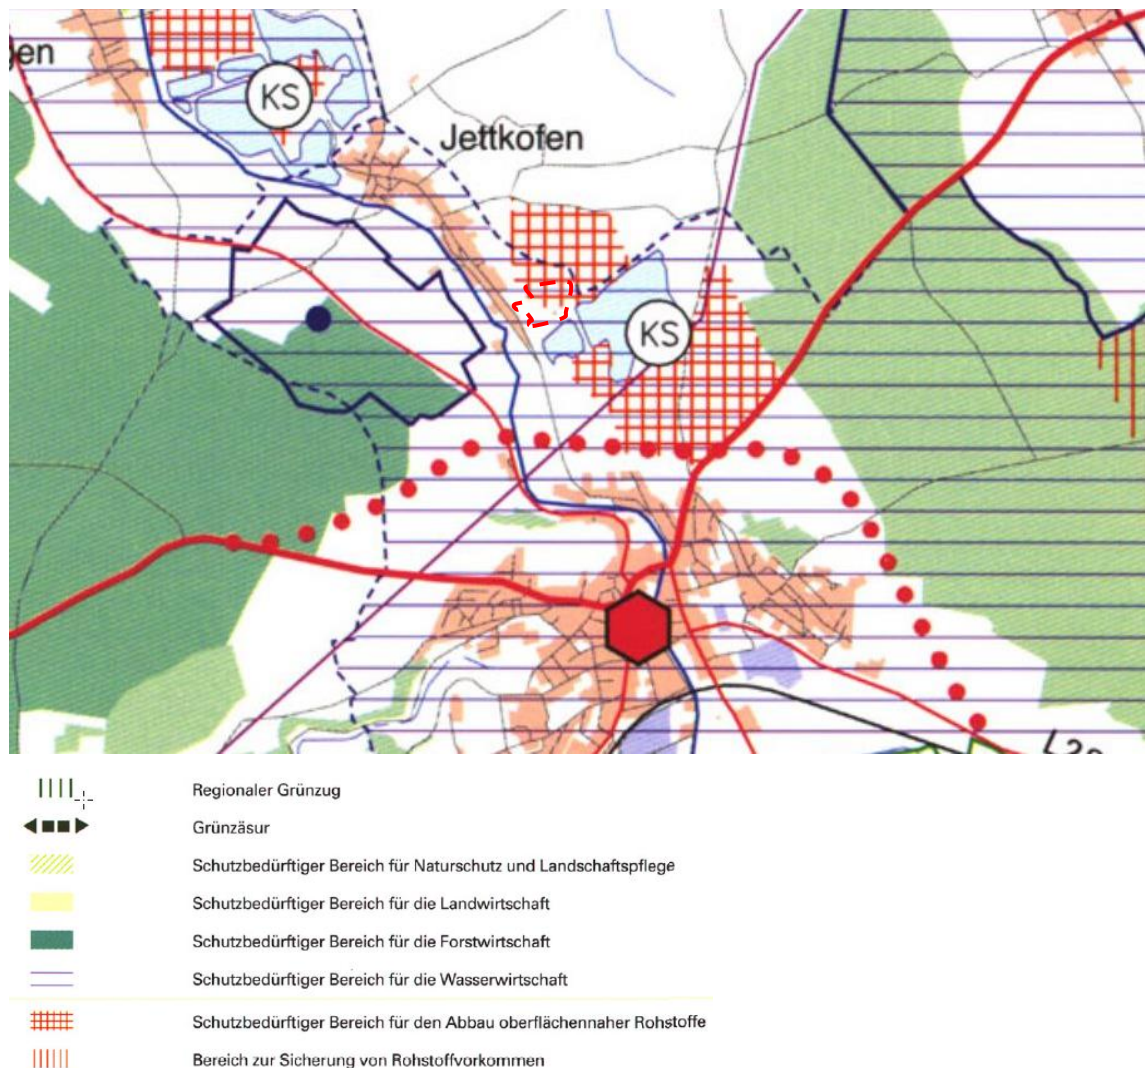 en
KS
Jettkofen
KS
L28
Regionaler Grünzug
Grünzäsur
Schutzbedürftiger Bereich für Naturschutz und Landschaftspflege
Schutzbedürftiger Bereich für die Landwirtschaft
Schutzbedürftiger Bereich für die Forstwirtschaft
Schutzbedürftiger Bereich für die Wasserwirtschaft
Schutzbedürftiger Bereich für den Abbau oberflächennaher Rohstoffe
Bereich zur Sicherung von Rohstoffvorkommen